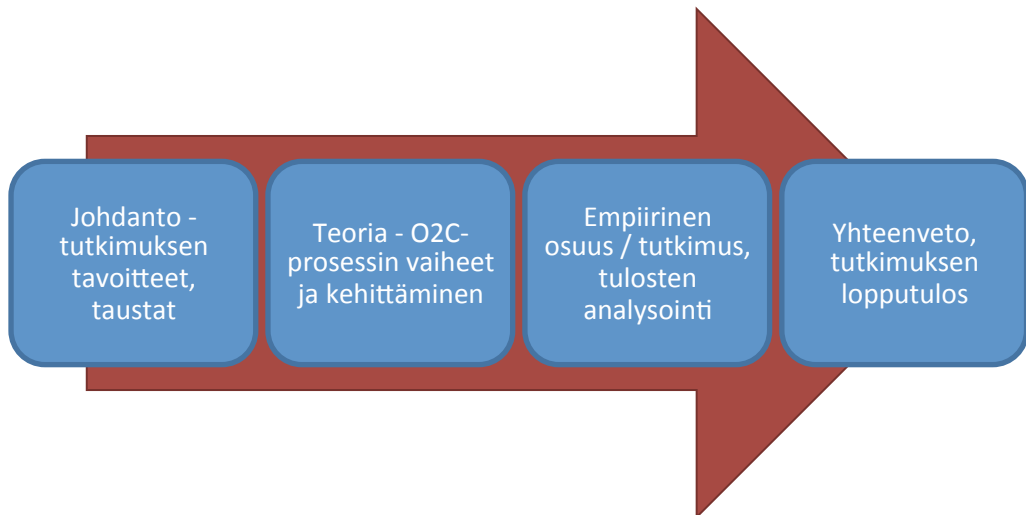 Johdanto -
tutkimuksen
tavoitteet,
taustat
Teoria - O2C-
prosessin vaiheet
ja kehittäminen
Empiirinen
osuus / tutkimus,
tulosten
analysointi
Yhteenveto,
tutkimuksen
lopputulos